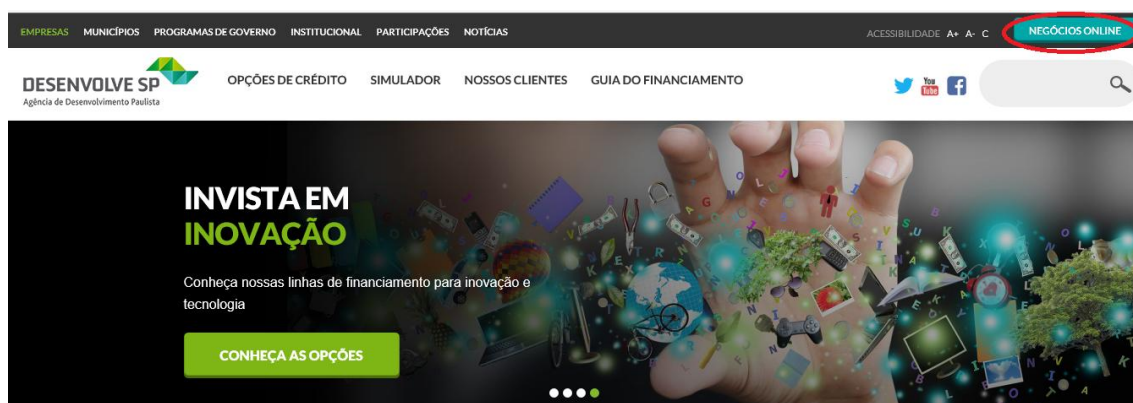 EMPRESAS MUNICÍPIOS PROGRAMAS DE GOVERNO INSTITUCIONAL PARTICIPAÇÕES NOTÍCIAS ACESSIBILIDADE A+ A- C NEGÓCIOS ONLINE
DESENVOLVE SP
Agência de Desenvolvimento Paulista
OPÇÕES DE CRÉDITO SIMULADOR NOSSOS CLIENTES GUIA DO FINANCIAMENTO
You
Tube
INVISTA EM
INOVAÇÃO
Conheça nossas linhas de financiamento para inovação e
tecnologia
CONHEÇA AS OPÇÕES